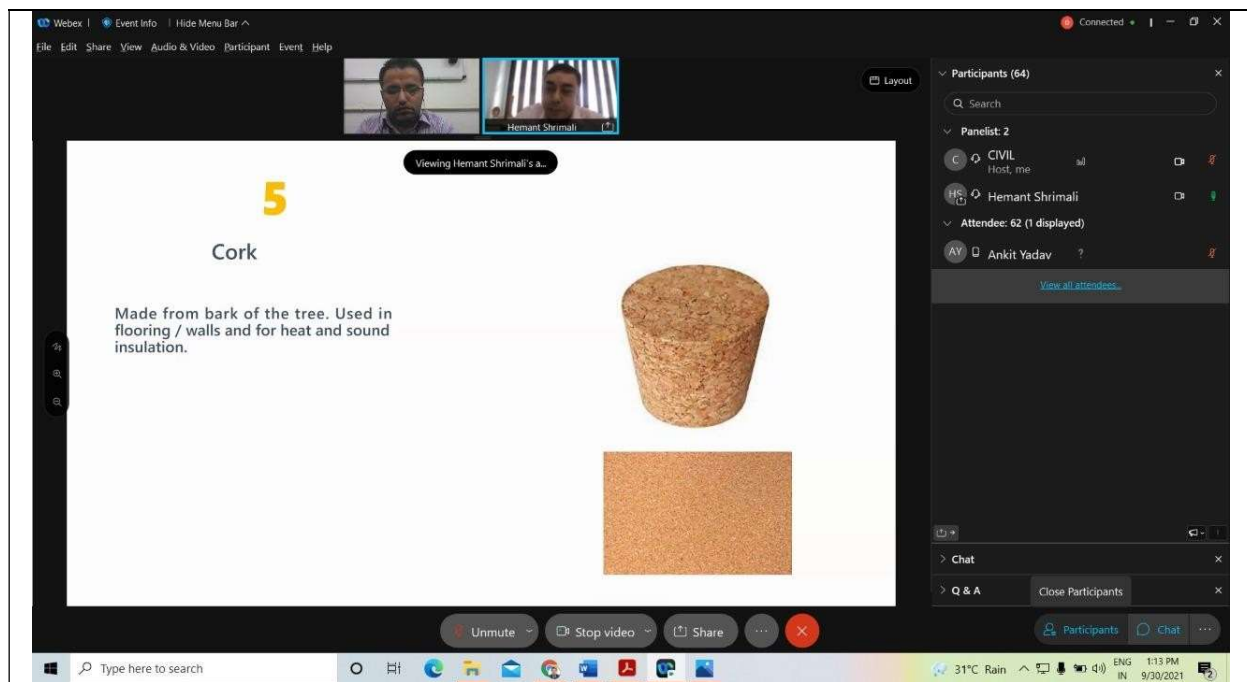 Webex | Event Info | Hide Menu Bar
Connected
File Edit Share View Audio & Video Participant Event Help
Layout
Hemant Shrimali
Viewing Hemant Shrimali's a...
5
Cork
Made from bark of the tree. Used in
flooring / walls and for heat and sound
insulation.
Participants (64)
Search
Panelist: 2
C CIVIL
Host, me
HS Hemant Shrimali
Attendee: 62 (1 displayed)
AY Ankit Yadav ?
View all attendees...
Chat
Q & A
Close Participants
Unmute Stop video Share ...
Participants Chat ...
Type here to search
31°C Rain ENG 1:13 PM
IN 9/30/2021 2